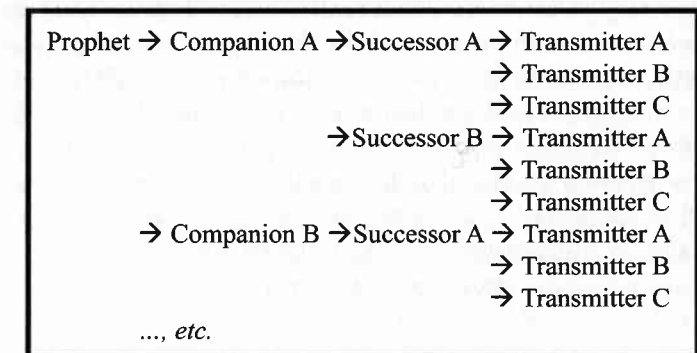 Prophet → Companion A →Successor A → Transmitter A
→ Transmitter B
→ Transmitter C
→Successor B → Transmitter A
→ Transmitter B
→ Transmitter C
→ Companion B →Successor A → Transmitter A
→ Transmitter B
→ Transmitter C
..., etc.